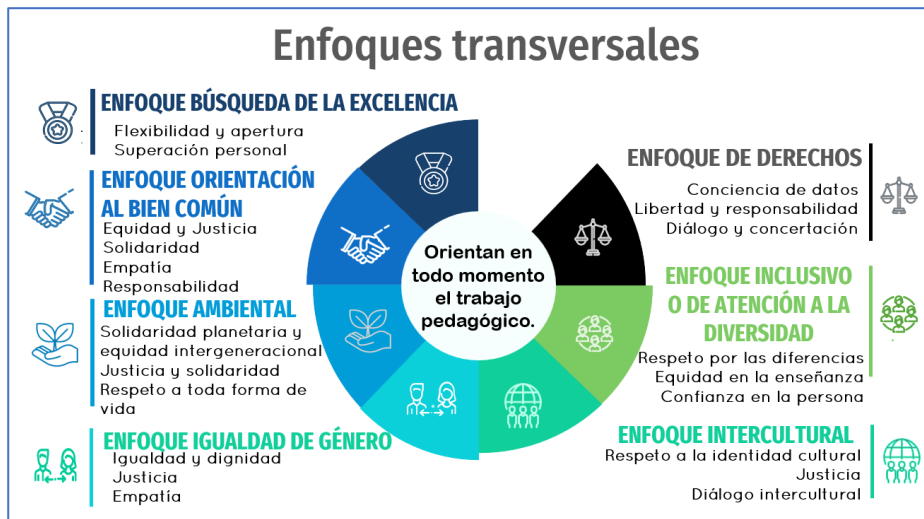 Enfoques transversales
ENFOQUE BÚSQUEDA DE LA EXCELENCIA
Flexibilidad y apertura
Superación personal
ENFOQUE ORIENTACIÓN
AL BIEN COMÚN
Equidad y Justicia
Solidaridad
Empatía
Responsabilidad
ENFOQUE AMBIENTAL
Solidaridad planetaria y
equidad intergeneracional
Justicia y solidaridad
Respeto a toda forma de
vida
ENFOQUE IGUALDAD DE GÉNERO
Igualdad y dignidad
Justicia
Empatía
Orientan en
todo momento
el trabajo
pedagógico.
ENFOQUE DE DERECHOS
Conciencia de datos
Libertad y responsabilidad
Diálogo y concertación
ENFOQUE INCLUSIVO
O DE ATENCIÓN A LA
DIVERSIDAD
Respeto por las diferencias
Equidad en la enseñanza
Confianza en la persona
ENFOQUE INTERCULTURAL
Respeto a la identidad cultural
Justicia
Diálogo intercultural